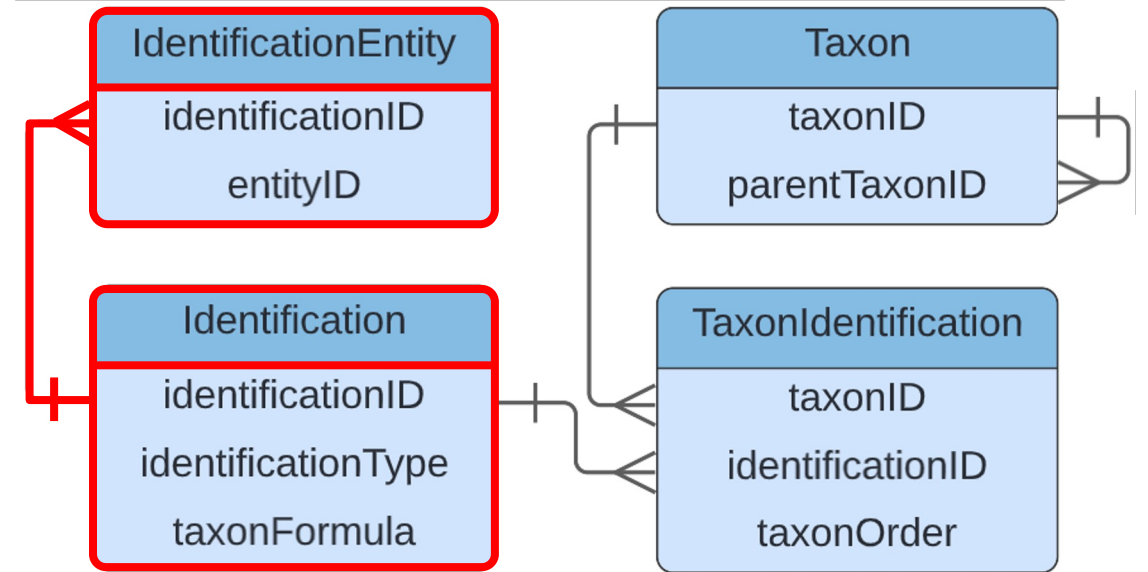 IdentificationEntity
identificationID
entityID
Taxon
taxonID
parentTaxonID
Identification
identificationID
identificationType
taxonFormula
TaxonIdentification
taxonID
identificationID
taxonOrder